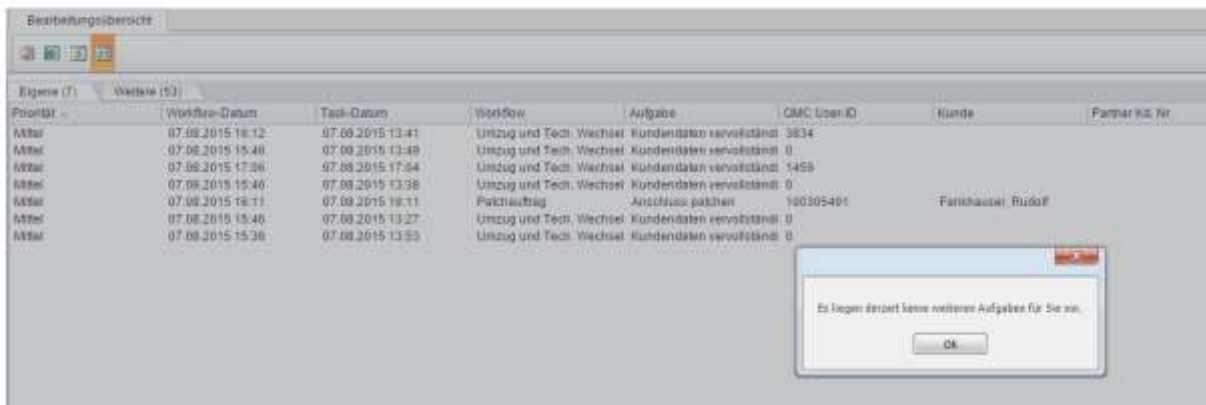 Bearbeitungsübersicht
Eigene (7) Weitere (53)
Priorität Workflow-Datum Task-Datum Workflow Aufgabe QMC User-ID Kunde Partner Kd. Nr.
Mittel 07.08.2015 16:12 07.08.2015 13:41 Umzug und Tech. Wechsel Kundendaten vervollständi 3834
Mittel 07.08.2015 15:46 07.08.2015 13:49 Umzug und Tech. Wechsel Kundendaten vervollständi 0
Mittel 07.08.2015 17:06 07.08.2015 17:04 Umzug und Tech. Wechsel Kundendaten vervollständi 1459
Mittel 07.08.2015 15:46 07.08.2015 13:38 Umzug und Tech. Wechsel Kundendaten vervollständi 0
Mittel 07.08.2015 16:11 07.08.2015 16:11 Patchauftrag Anschluss patchen 100305491 Fankhauser, Rudolf
Mittel 07.08.2015 15:46 07.08.2015 13:27 Umzug und Tech. Wechsel Kundendaten vervollständi 0
Mittel 07.08.2015 15:36 07.08.2015 13:53 Umzug und Tech. Wechsel Kundendaten vervollständi 0
Es liegen derzeit keine weiteren Aufgaben für Sie vor.
Ok